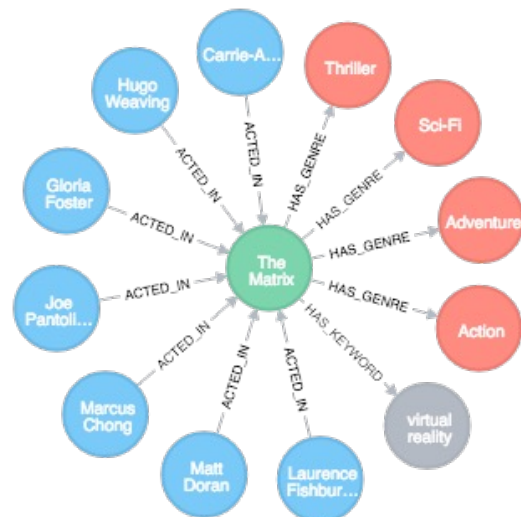 Carrie-A...
Thriller
Hugo
Weaving
Sci-Fi
ACTED_IN
HAS_GENRE
ACTED_IN
HAS_GENRE
Gloria
Foster
ACTED_IN
Adventure
HAS_GENRE
The
Matrix
Joe
Pantoli...
ACTED_IN
HAS_GENRE
Action
ACTED_IN
HAS_KEYWORD
Marcus
Chong
ACTED_IN
ACTED_IN
virtual
reality
Matt
Doran
Laurence
Fishbur...